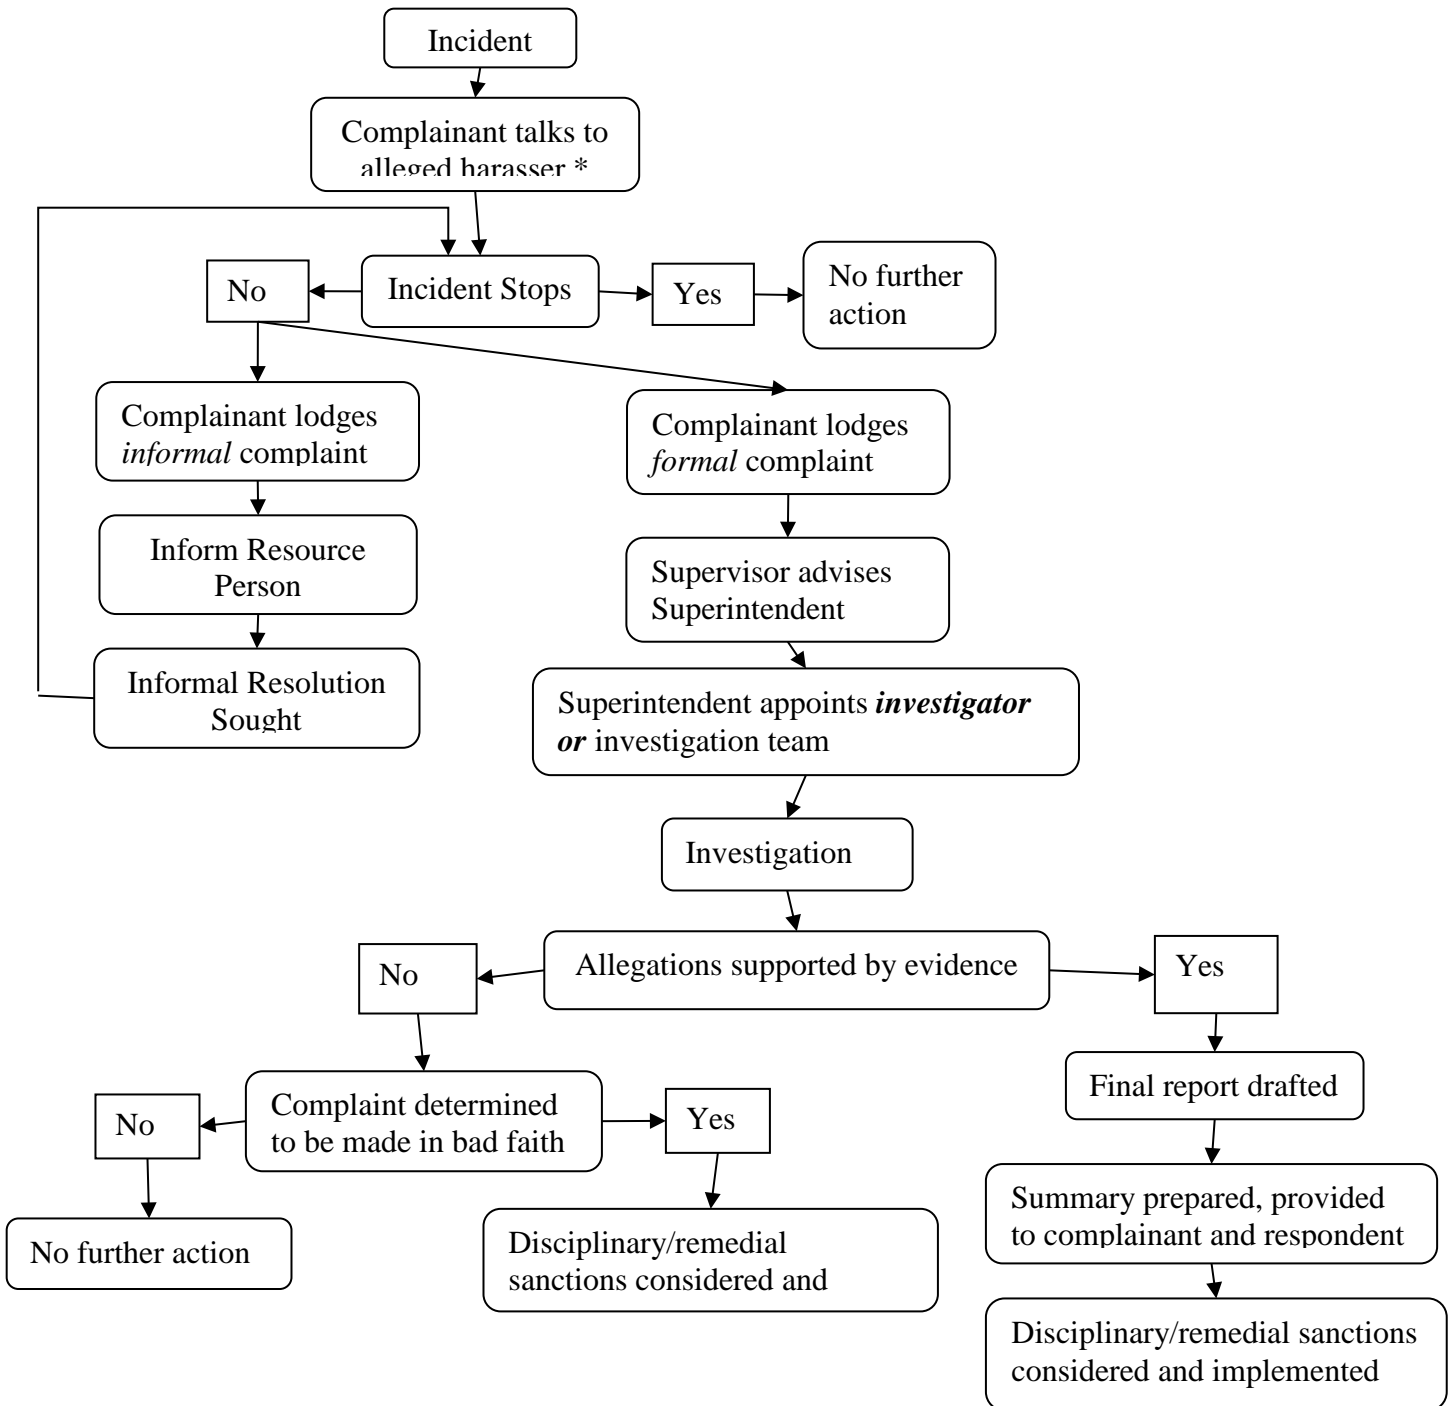 Incident
Complainant talks to
alleged harasser *
No
Incident Stops
Yes
No further
action
Complainant lodges
informal complaint
Complainant lodges
formal complaint
Inform Resource
Person
Supervisor advises
Superintendent
Informal Resolution
Sought
Superintendent appoints investigator
or investigation team
Investigation
No
Allegations supported by evidence
Yes
Final report drafted
No
Complaint determined
to be made in bad faith
Yes
Summary prepared, provided
to complainant and respondent
No further action
Disciplinary/remedial
sanctions considered and
Disciplinary/remedial sanctions
considered and implemented